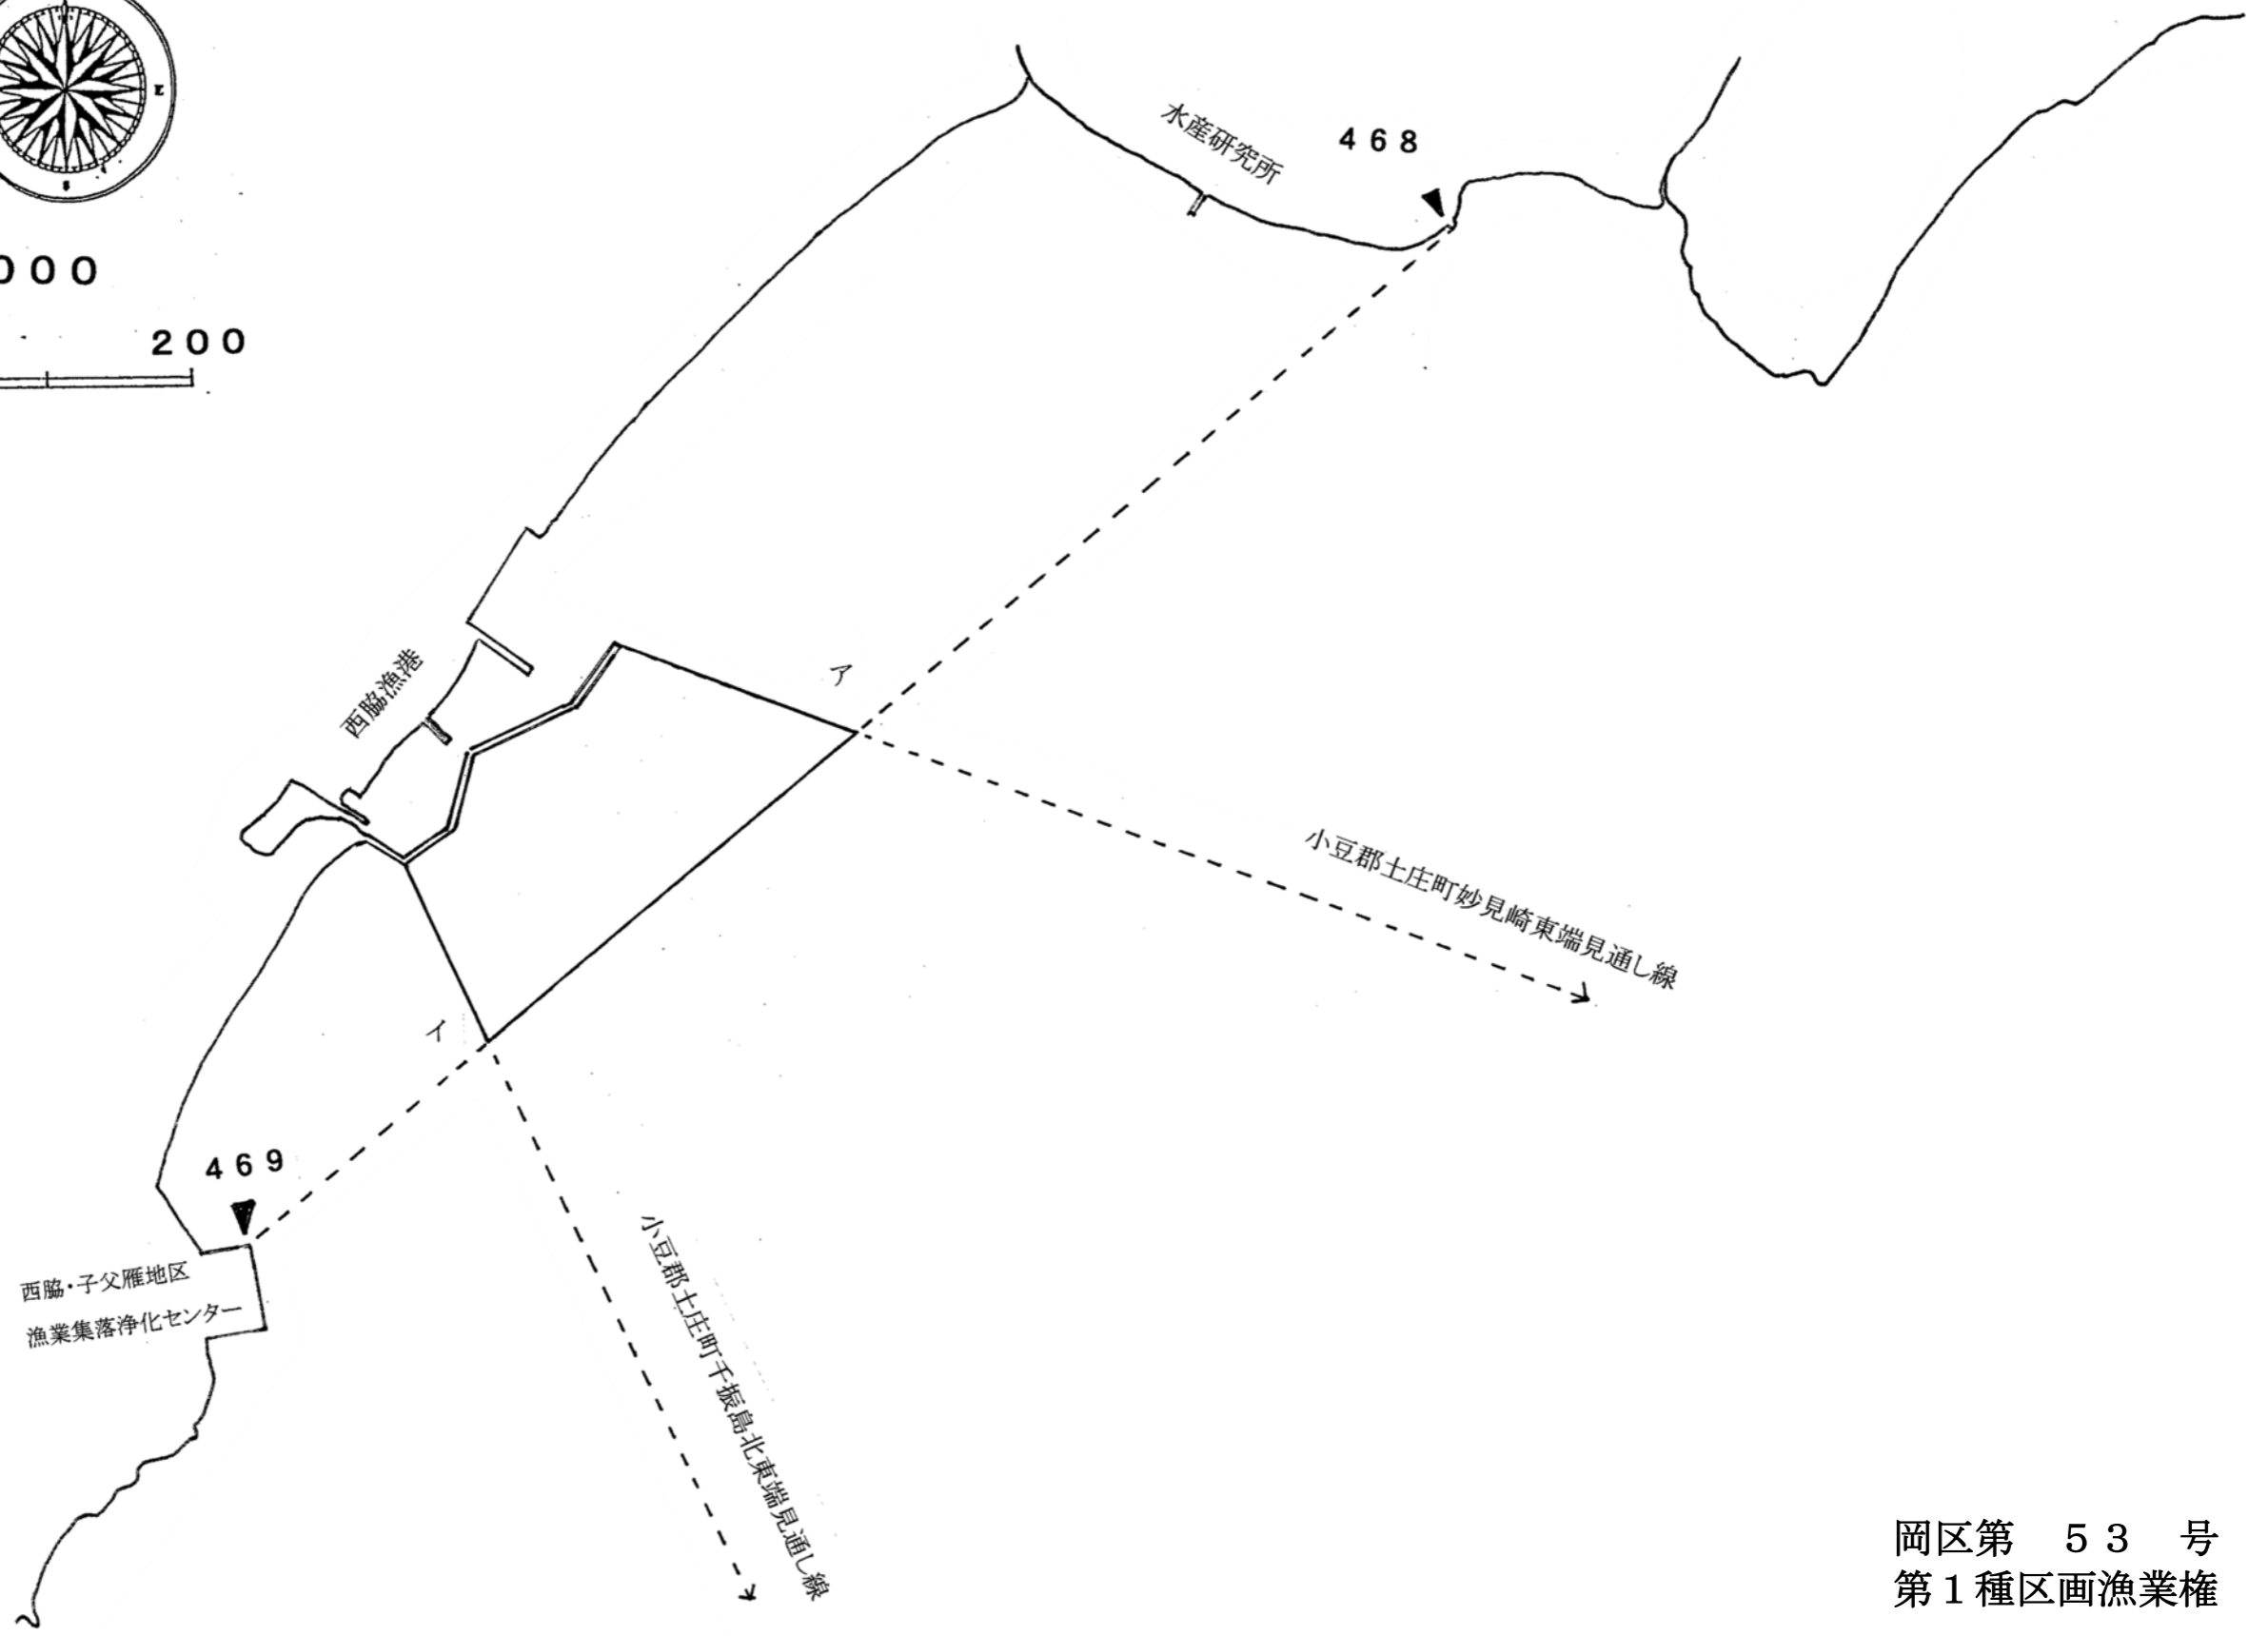 E
S
000
200
水産研究所
468
西脇漁港
ア
小豆郡土庄町妙見崎東端見通し線
イ
469
西脇・子父雁地区
漁業集落浄化センター
小豆郡土庄町千振島北東端見通し線
岡区第 53 号
第1種区画漁業権